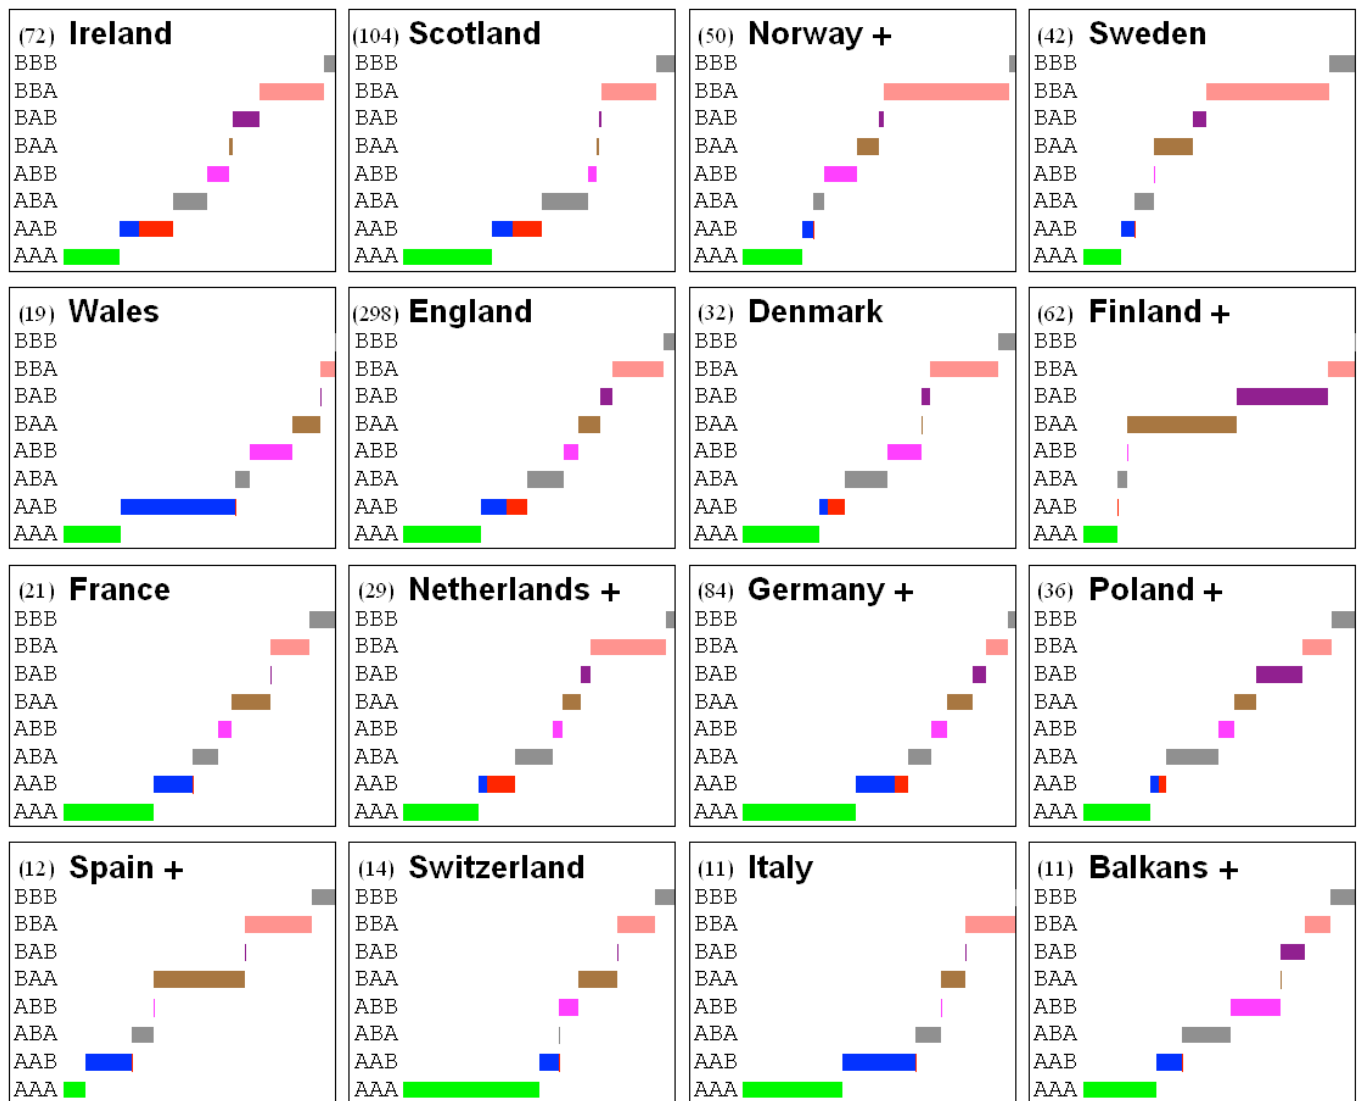 (72) Ireland
BBB
BBA
BAB
BAA
ABB
ABA
AAB
AAA
(104) Scotland
BBB
BBA
BAB
BAA
ABB
ABA
AAB
AAA
(50) Norway +
BBB
BBA
BAB
BAA
ABB
ABA
AAB
AAA
(42) Sweden
BBB
BBA
BAB
BAA
ABB
ABA
AAB
AAA
(19) Wales
BBB
BBA
BAB
BAA
ABB
ABA
AAB
AAA
(298) England
BBB
BBA
BAB
BAA
ABB
ABA
AAB
AAA
(32) Denmark
BBB
BBA
BAB
BAA
ABB
ABA
AAB
AAA
(62) Finland +
BBB
BBA
BAB
BAA
ABB
ABA
AAB
AAA
(21) France
BBB
BBA
BAB
BAA
ABB
ABA
AAB
AAA
(29) Netherlands +
BBB
BBA
BAB
BAA
ABB
ABA
AAB
AAA
(84) Germany +
BBB
BBA
BAB
BAA
ABB
ABA
AAB
AAA
(36) Poland +
BBB
BBA
BAB
BAA
ABB
ABA
AAB
AAA
(12) Spain +
BBB
BBA
BAB
BAA
ABB
ABA
AAB
AAA
(14) Switzerland
BBB
BBA
BAB
BAA
ABB
ABA
AAB
AAA
(11) Italy
BBB
BBA
BAB
BAA
ABB
ABA
AAB
AAA
(11) Balkans +
BBB
BBA
BAB
BAA
ABB
ABA
AAB
AAA